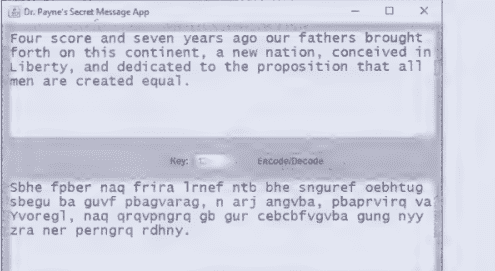 Dr. Payne's Secret Message App
Four score and seven years ago our fathers brought
forth on this continent, a new nation, conceived in
Liberty, and dedicated to the proposition that all
men are created equal.
Key: Encode/Decode
Sbhe fpber naq frira lrnef ntb bhe snguref oebhtug
sbegu ba guvf pbagvarag, n arj angvba, pbaprvirq va
Yvoregl, naq qrqvpngrq gb gur cebcbfvgvba gung nyy
zra ner perngrq rdhny.